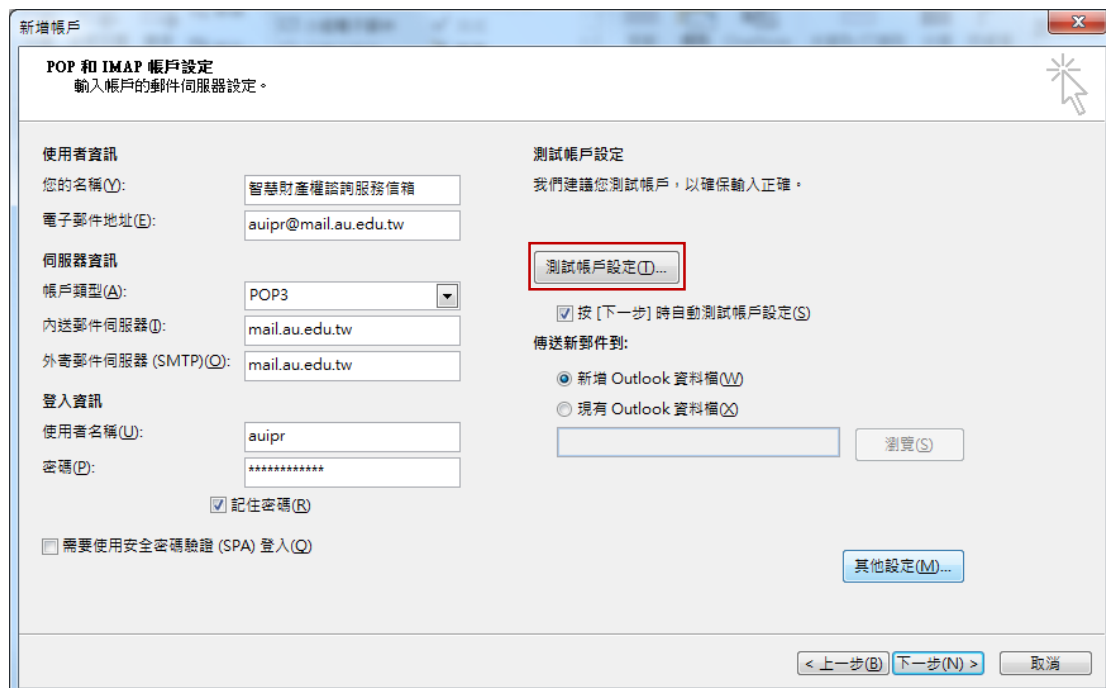 新增帳戶
POP 和 IMAP 帳戶設定
輸入帳戶的郵件伺服器設定。
使用者資訊
您的名稱(Y):
智慧財產權諮詢服務信箱
電子郵件地址(E):
auipr@mail.au.edu.tw
伺服器資訊
帳戶類型(A):
POP3
內送郵件伺服器(I):
mail.au.edu.tw
外寄郵件伺服器 (SMTP)(O):
mail.au.edu.tw
登入資訊
使用者名稱(U):
auipr
密碼(P):
************
記住密碼(R)
需要使用安全密碼驗證 (SPA) 登入(Q)
測試帳戶設定
我們建議您測試帳戶，以確保輸入正確。
測試帳戶設定(T)...
按 [下一步] 時自動測試帳戶設定(S)
傳送新郵件到:
新增 Outlook 資料檔(W)
現有 Outlook 資料檔(X)
瀏覽(S)
其他設定(M)...
< 上一步(B)
下一步(N) >
取消